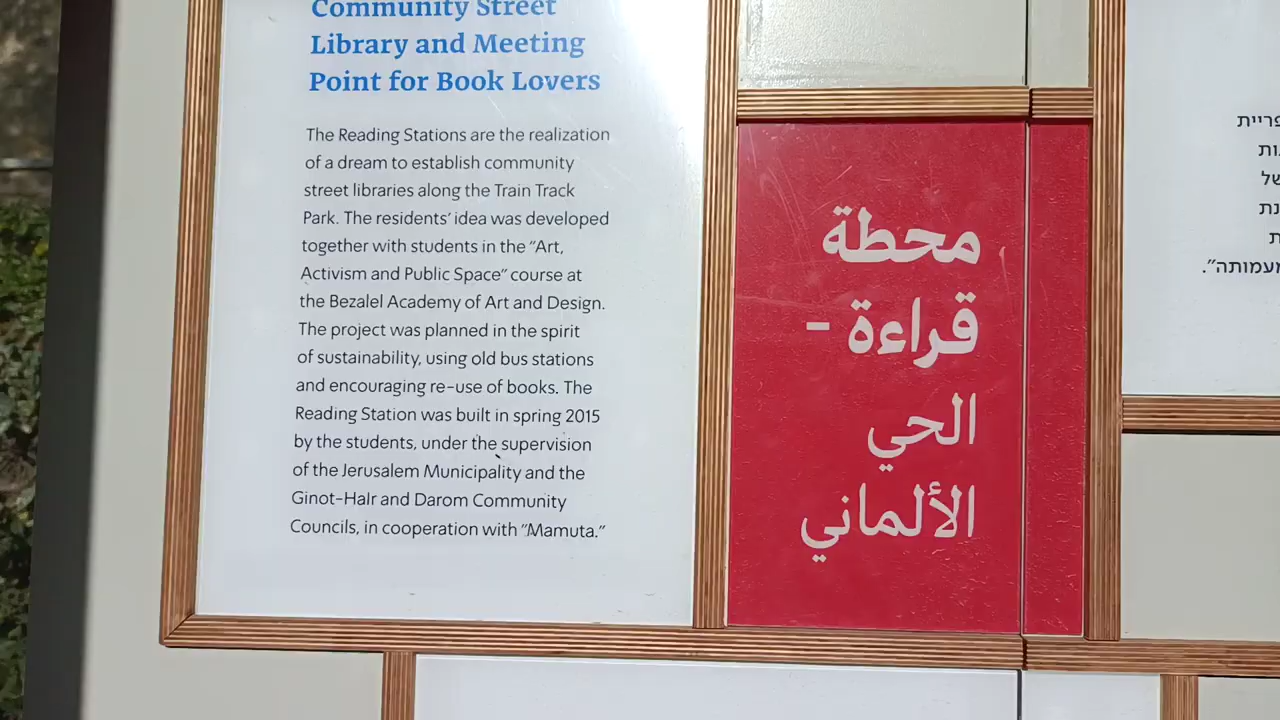 Community Street
Library and Meeting
Point for Book Lovers
The Reading Stations are the realization
of a dream to establish community
street libraries along the Train Track
Park. The residents' idea was developed
together with students in the "Art,
Activism and Public Space" course at
the Bezalel Academy of Art and Design.
The project was planned in the spirit
of sustainability, using old bus stations
and encouraging re-use of books. The
Reading Station was built in spring 2015
by the students, under the supervision
of the Jerusalem Municipality and the
Ginot-HaIr and Darom Community
Councils, in cooperation with "Mamuta."
محطة
قراءة -
الحي
الألماني
של